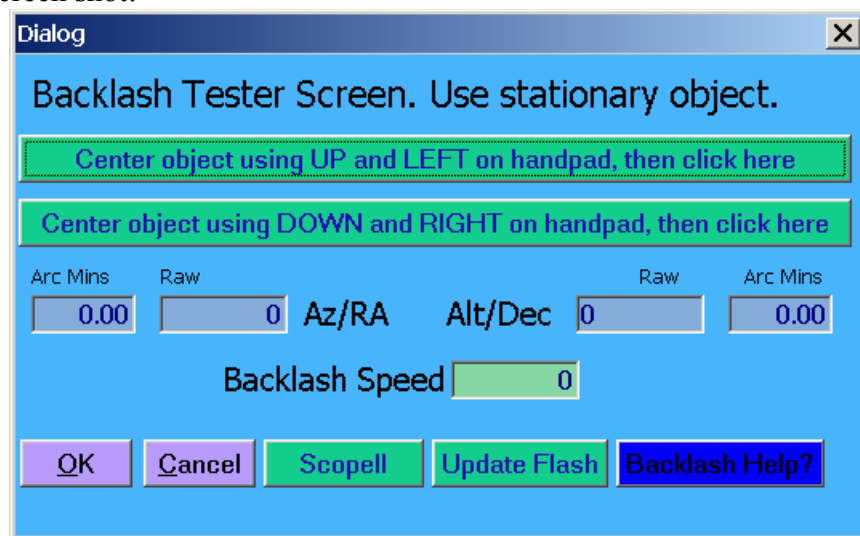 creen shot.
Dialog
Backlash Tester Screen. Use stationary object.
Center object using UP and LEFT on handpad, then click here
Center object using DOWN and RIGHT on handpad, then click here
Arc Mins Raw Raw Arc Mins
0.00 0 Az/RA Alt/Dec 0 0.00
Backlash Speed 0
OK Cancel ScopeII Update Flash Backlash Help?